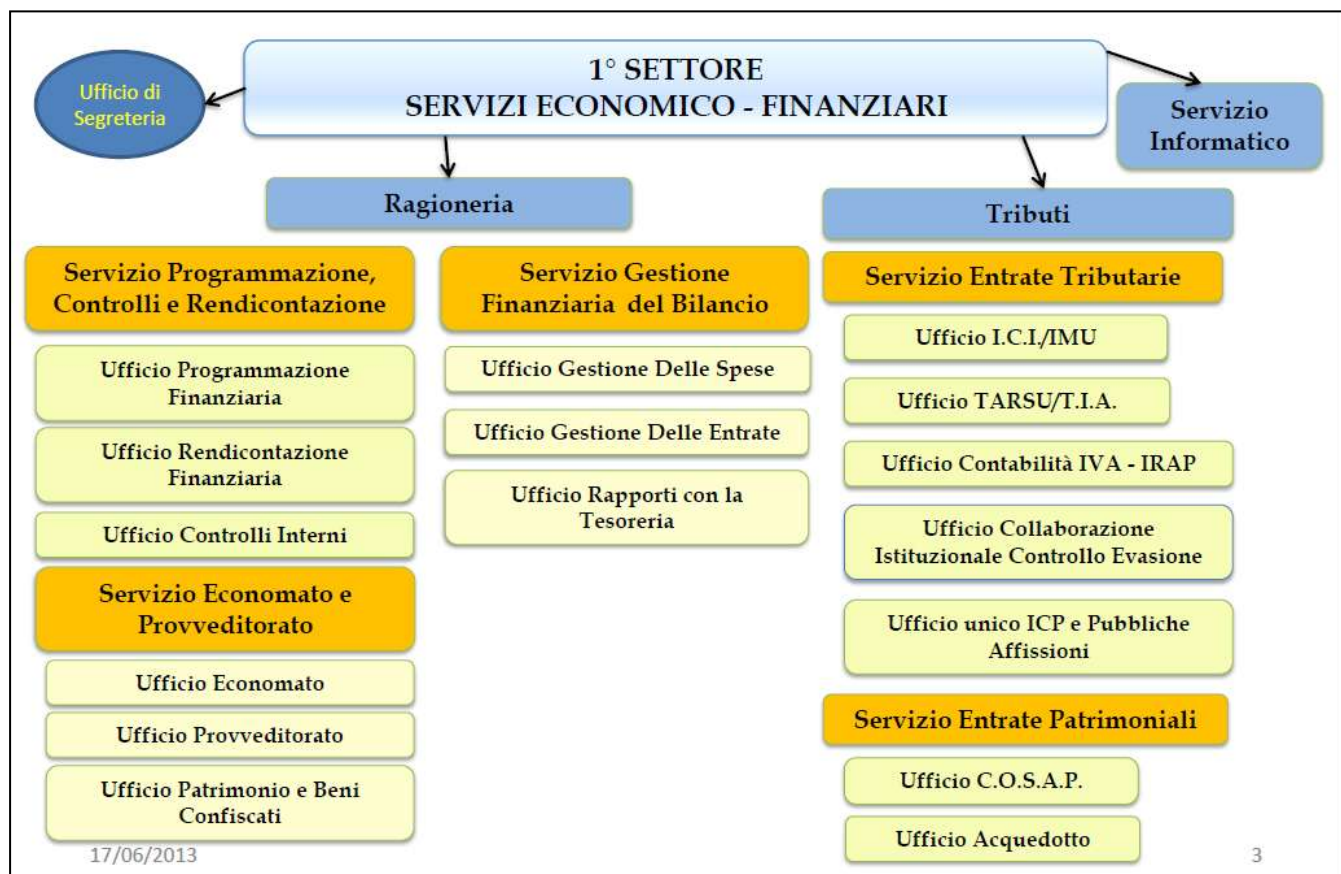 1° SETTORE
SERVIZI ECONOMICO - FINANZIARI
Ufficio di
Segreteria
Servizio
Informatico
Ragioneria
Servizio Programmazione,
Controlli e Rendicontazione
Ufficio Programmazione
Finanziaria
Ufficio Rendicontazione
Finanziaria
Ufficio Controlli Interni
Servizio Economato e
Provveditorato
Ufficio Economato
Ufficio Provveditorato
Ufficio Patrimonio e Beni
Confiscati
Servizio Gestione
Finanziaria del Bilancio
Ufficio Gestione Delle Spese
Ufficio Gestione Delle Entrate
Ufficio Rapporti con la
Tesoreria
Tributi
Servizio Entrate Tributarie
Ufficio I.C.I./IMU
Ufficio TARSU/T.I.A.
Ufficio Contabilità IVA - IRAP
Ufficio Collaborazione
Istituzionale Controllo Evasione
Ufficio unico ICP e Pubbliche
Affissioni
Servizio Entrate Patrimoniali
Ufficio C.O.S.A.P.
Ufficio Acquedotto
17/06/2013
3